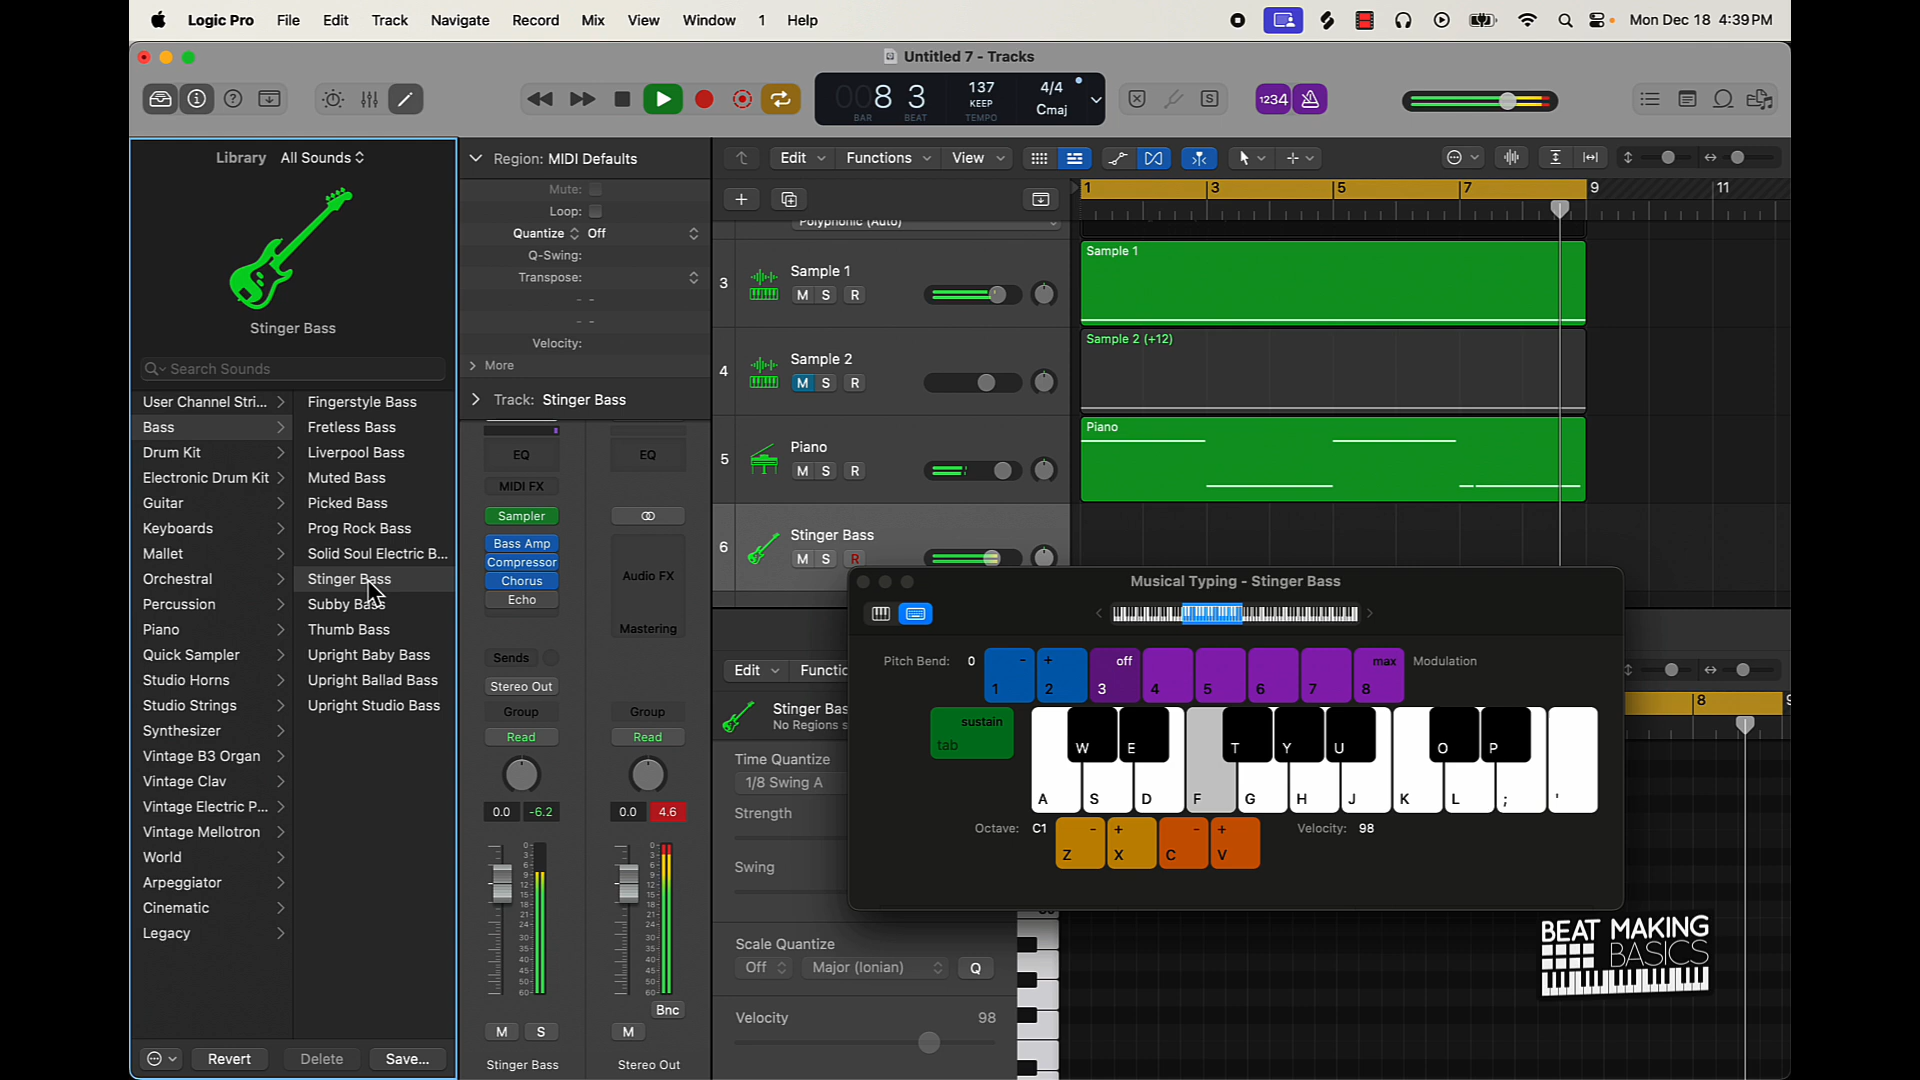 Logic Pro File Edit Track Navigate Record Mix View Window 1 Help
Mon Dec 18 4:39 PM
Untitled 7 - Tracks
008 3
BAR BEAT
137
KEEP
TEMPO
4/4
Cmaj
1234
S
Library All Sounds
Stinger Bass
Search Sounds
User Channel Stri...
Bass
Drum Kit
Electronic Drum Kit
Guitar
Keyboards
Mallet
Orchestral
Percussion
Piano
Quick Sampler
Studio Horns
Studio Strings
Synthesizer
Vintage B3 Organ
Vintage Clav
Vintage Electric P...
Vintage Mellotron
World
Arpeggiator
Cinematic
Legacy
Fingerstyle Bass
Fretless Bass
Liverpool Bass
Muted Bass
Picked Bass
Prog Rock Bass
Solid Soul Electric B...
Stinger Bass
Subby Bass
Thumb Bass
Upright Baby Bass
Upright Ballad Bass
Upright Studio Bass
Revert Delete Save...
Region: MIDI Defaults
Mute:
Loop:
Quantize Off
Q-Swing:
Transpose:
Velocity:
More
Track: Stinger Bass
EQ EQ
MIDI FX
Sampler
Bass Amp
Compressor
Chorus
Echo
Audio FX
Mastering
Sends
Stereo Out
Group Group
Read Read
0.0 -6.2 0.0 4.6
Bnc
M S M
Stinger Bass Stereo Out
Edit Functions View
1 3 5 7 9 11
Polyphonic (Auto)
3 Sample 1
M S R
Sample 1
4 Sample 2
M S R
Sample 2 (+12)
5 Piano
M S R
Piano
6 Stinger Bass
M S R
Edit Functio
Stinger Bas
No Regions s
Time Quantize
1/8 Swing A
Strength
Swing
Scale Quantize
Off Major (Ionian) Q
Velocity 98
8
Musical Typing - Stinger Bass
Pitch Bend: 0
- + off max
1 2 3 4 5 6 7 8
Modulation
sustain
tab
W E T Y U O P
A S D F G H J K L ; '
Octave: C1
- + - +
Z X C V
Velocity: 98
BEAT MAKING
BASICS